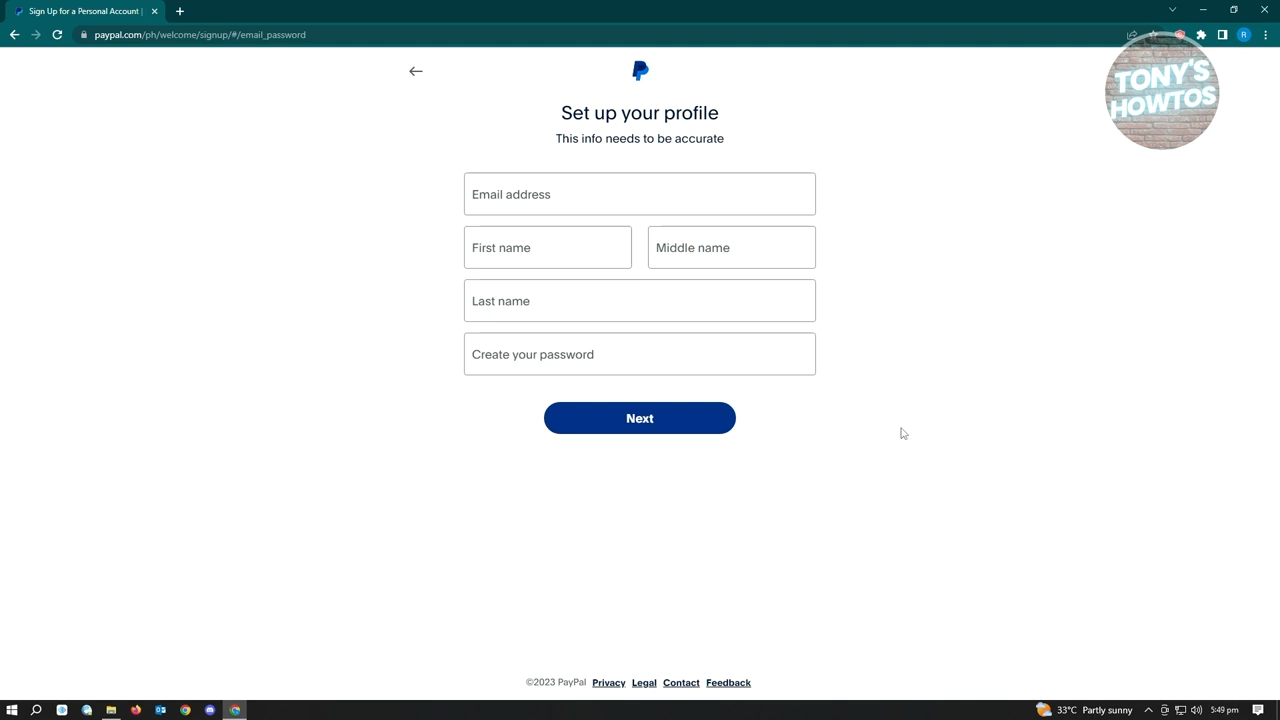 Sign Up for a Personal Account |
paypal.com/ph/welcome/signup/#/email_password
R
TONY'S
HOWTOS
Set up your profile
This info needs to be accurate
Email address
First name Middle name
Last name
Create your password
Next
©2023 PayPal Privacy Legal Contact Feedback
33°C Partly sunny 5:49 pm